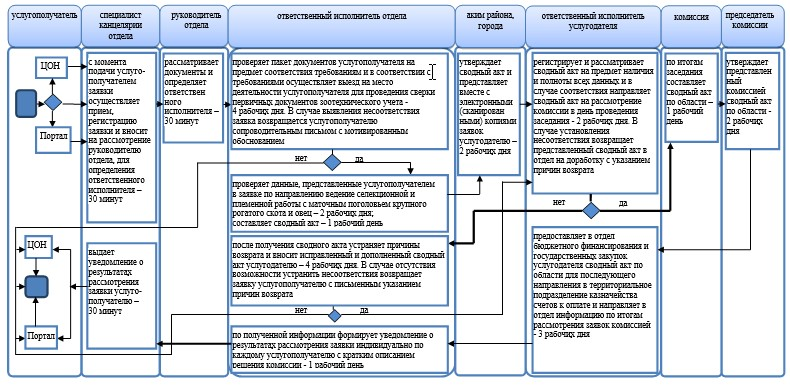 услугополучатель
специалист
канцелярии
отдела
руководитель
отдела
ответственный исполнитель отдела
аким района,
города
ответственный исполнитель
услугодателя
комиссия
председатель
комиссии
ЦОН
Портал
с момента
подачи услуго-
получателем
заявки
осуществляет
прием,
регистрацию
заявки и вносит
на рассмотрение
руководителю
отдела, для
определения
ответственного
исполнителя –
30 минут
рассматривает
документы и
определяет
ответствен
ного
исполнителя –
30 минут
проверяет пакет документов услугополучателя на
предмет соответствия требованиям и в соответствии с
требованиями осуществляет выезд на место
деятельности услугополучателя для проведения сверки
первичных документов зоотехнического учета -
4 рабочих дня. В случае выявления несоответствия
заявка возвращается услугополучателю
сопроводительным письмом с мотивированным
обоснованием
нет
да
проверяет данные, представленные услугополучателем
в заявке по направлению ведение селекционной и
племенной работы с маточным поголовьем крупного
рогатого скота и овец – 2 рабочих дня;
составляет сводный акт – 1 рабочий день
утверждает
сводный акт и
представляет
вместе с
электронными
(сканирован
ными) копиями
заявок
услугодателю –
2 рабочих дня
регистрирует и рассматривает
сводный акт на предмет наличия
и полноты всех данных и в
случае соответствия направляет
сводный акт на рассмотрение
комиссии в день проведения
заседания - 2 рабочих дня. В
случае установления
несоответствия возвращает
представленный сводный акт в
отдел на доработку с указанием
причин возврата
нет
да
по итогам
заседания
составляет
сводный акт
по области –
1 рабочий
день
утверждает
представлен
ный
комиссией
сводный акт
по области -
2 рабочих
дня
ЦОН
Портал
выдает
уведомление о
результатах
рассмотрения
заявки услуго-
получателю –
30 минут
после получения сводного акта устраняет причины
возврата и вносит исправленный и дополненный сводный
акт услугодателю – 4 рабочих дня. В случае отсутствия
возможности устранить несоответствия возвращает
заявку услугополучателю с письменным указанием
причин возврата
нет
да
по полученной информации формирует уведомление о
результатах рассмотрения заявки индивидуально по
каждому услугополучателю с кратким описанием
решения комиссии - 1 рабочий день
предоставляет в отдел
бюджетного финансирования и
государственных закупок
услугодателя сводный акт по
области для последующего
направления в территориальное
подразделение казначейства
счетов к оплате и направляет в
отдел информацию по итогам
рассмотрения заявок комиссией
- 3 рабочих дня